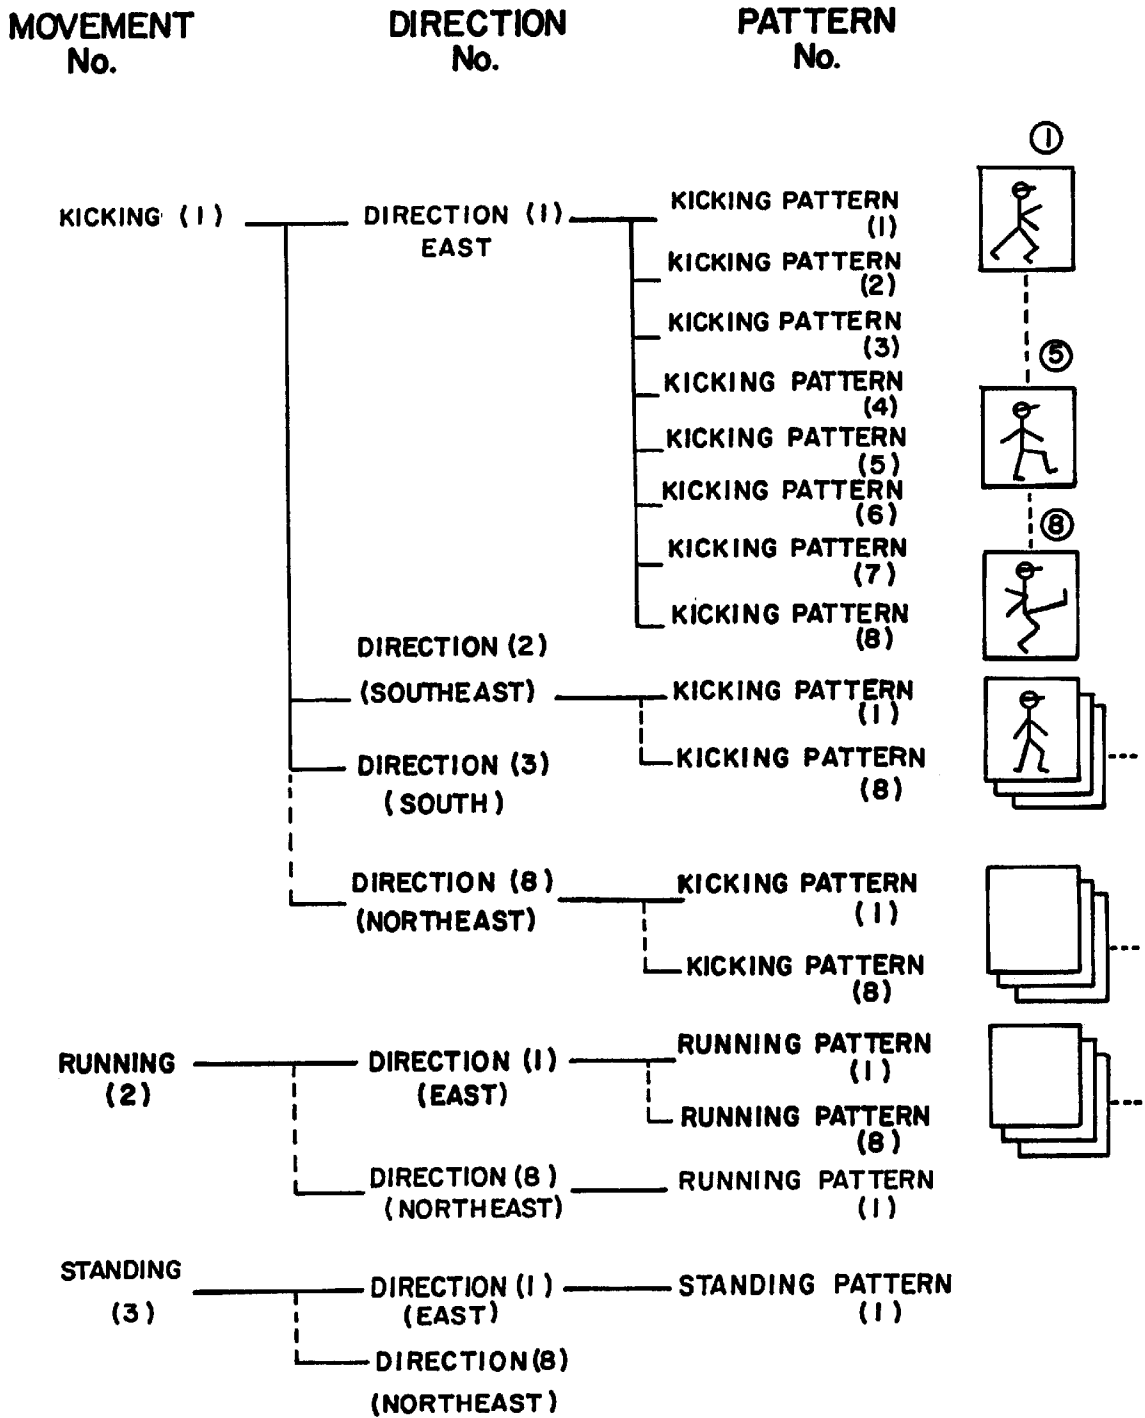 MOVEMENT
No.
DIRECTION
No.
PATTERN
No.
KICKING (1)
DIRECTION (1)
EAST
KICKING PATTERN
(1)
KICKING PATTERN
(2)
KICKING PATTERN
(3)
KICKING PATTERN
(4)
KICKING PATTERN
(5)
KICKING PATTERN
(6)
KICKING PATTERN
(7)
KICKING PATTERN
(8)
1
5
8
DIRECTION (2)
(SOUTHEAST)
KICKING PATTERN
(1)
KICKING PATTERN
(8)
DIRECTION (3)
(SOUTH)
DIRECTION (8)
(NORTHEAST)
KICKING PATTERN
(1)
KICKING PATTERN
(8)
RUNNING
(2)
DIRECTION (1)
(EAST)
RUNNING PATTERN
(1)
RUNNING PATTERN
(8)
DIRECTION (8)
(NORTHEAST)
RUNNING PATTERN
(1)
STANDING
(3)
DIRECTION (1)
(EAST)
STANDING PATTERN
(1)
DIRECTION (8)
(NORTHEAST)